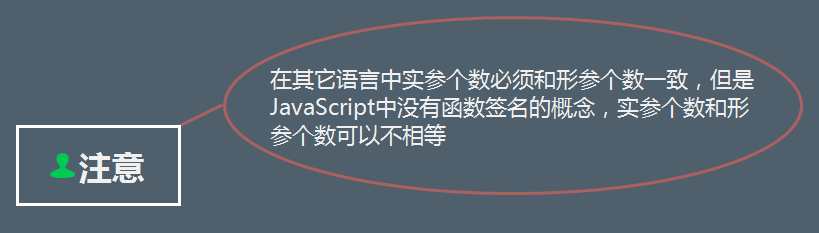 在其它语言中实参个数必须和形参个数一致，但是
JavaScript中没有函数签名的概念，实参个数和形
参个数可以不相等
注意